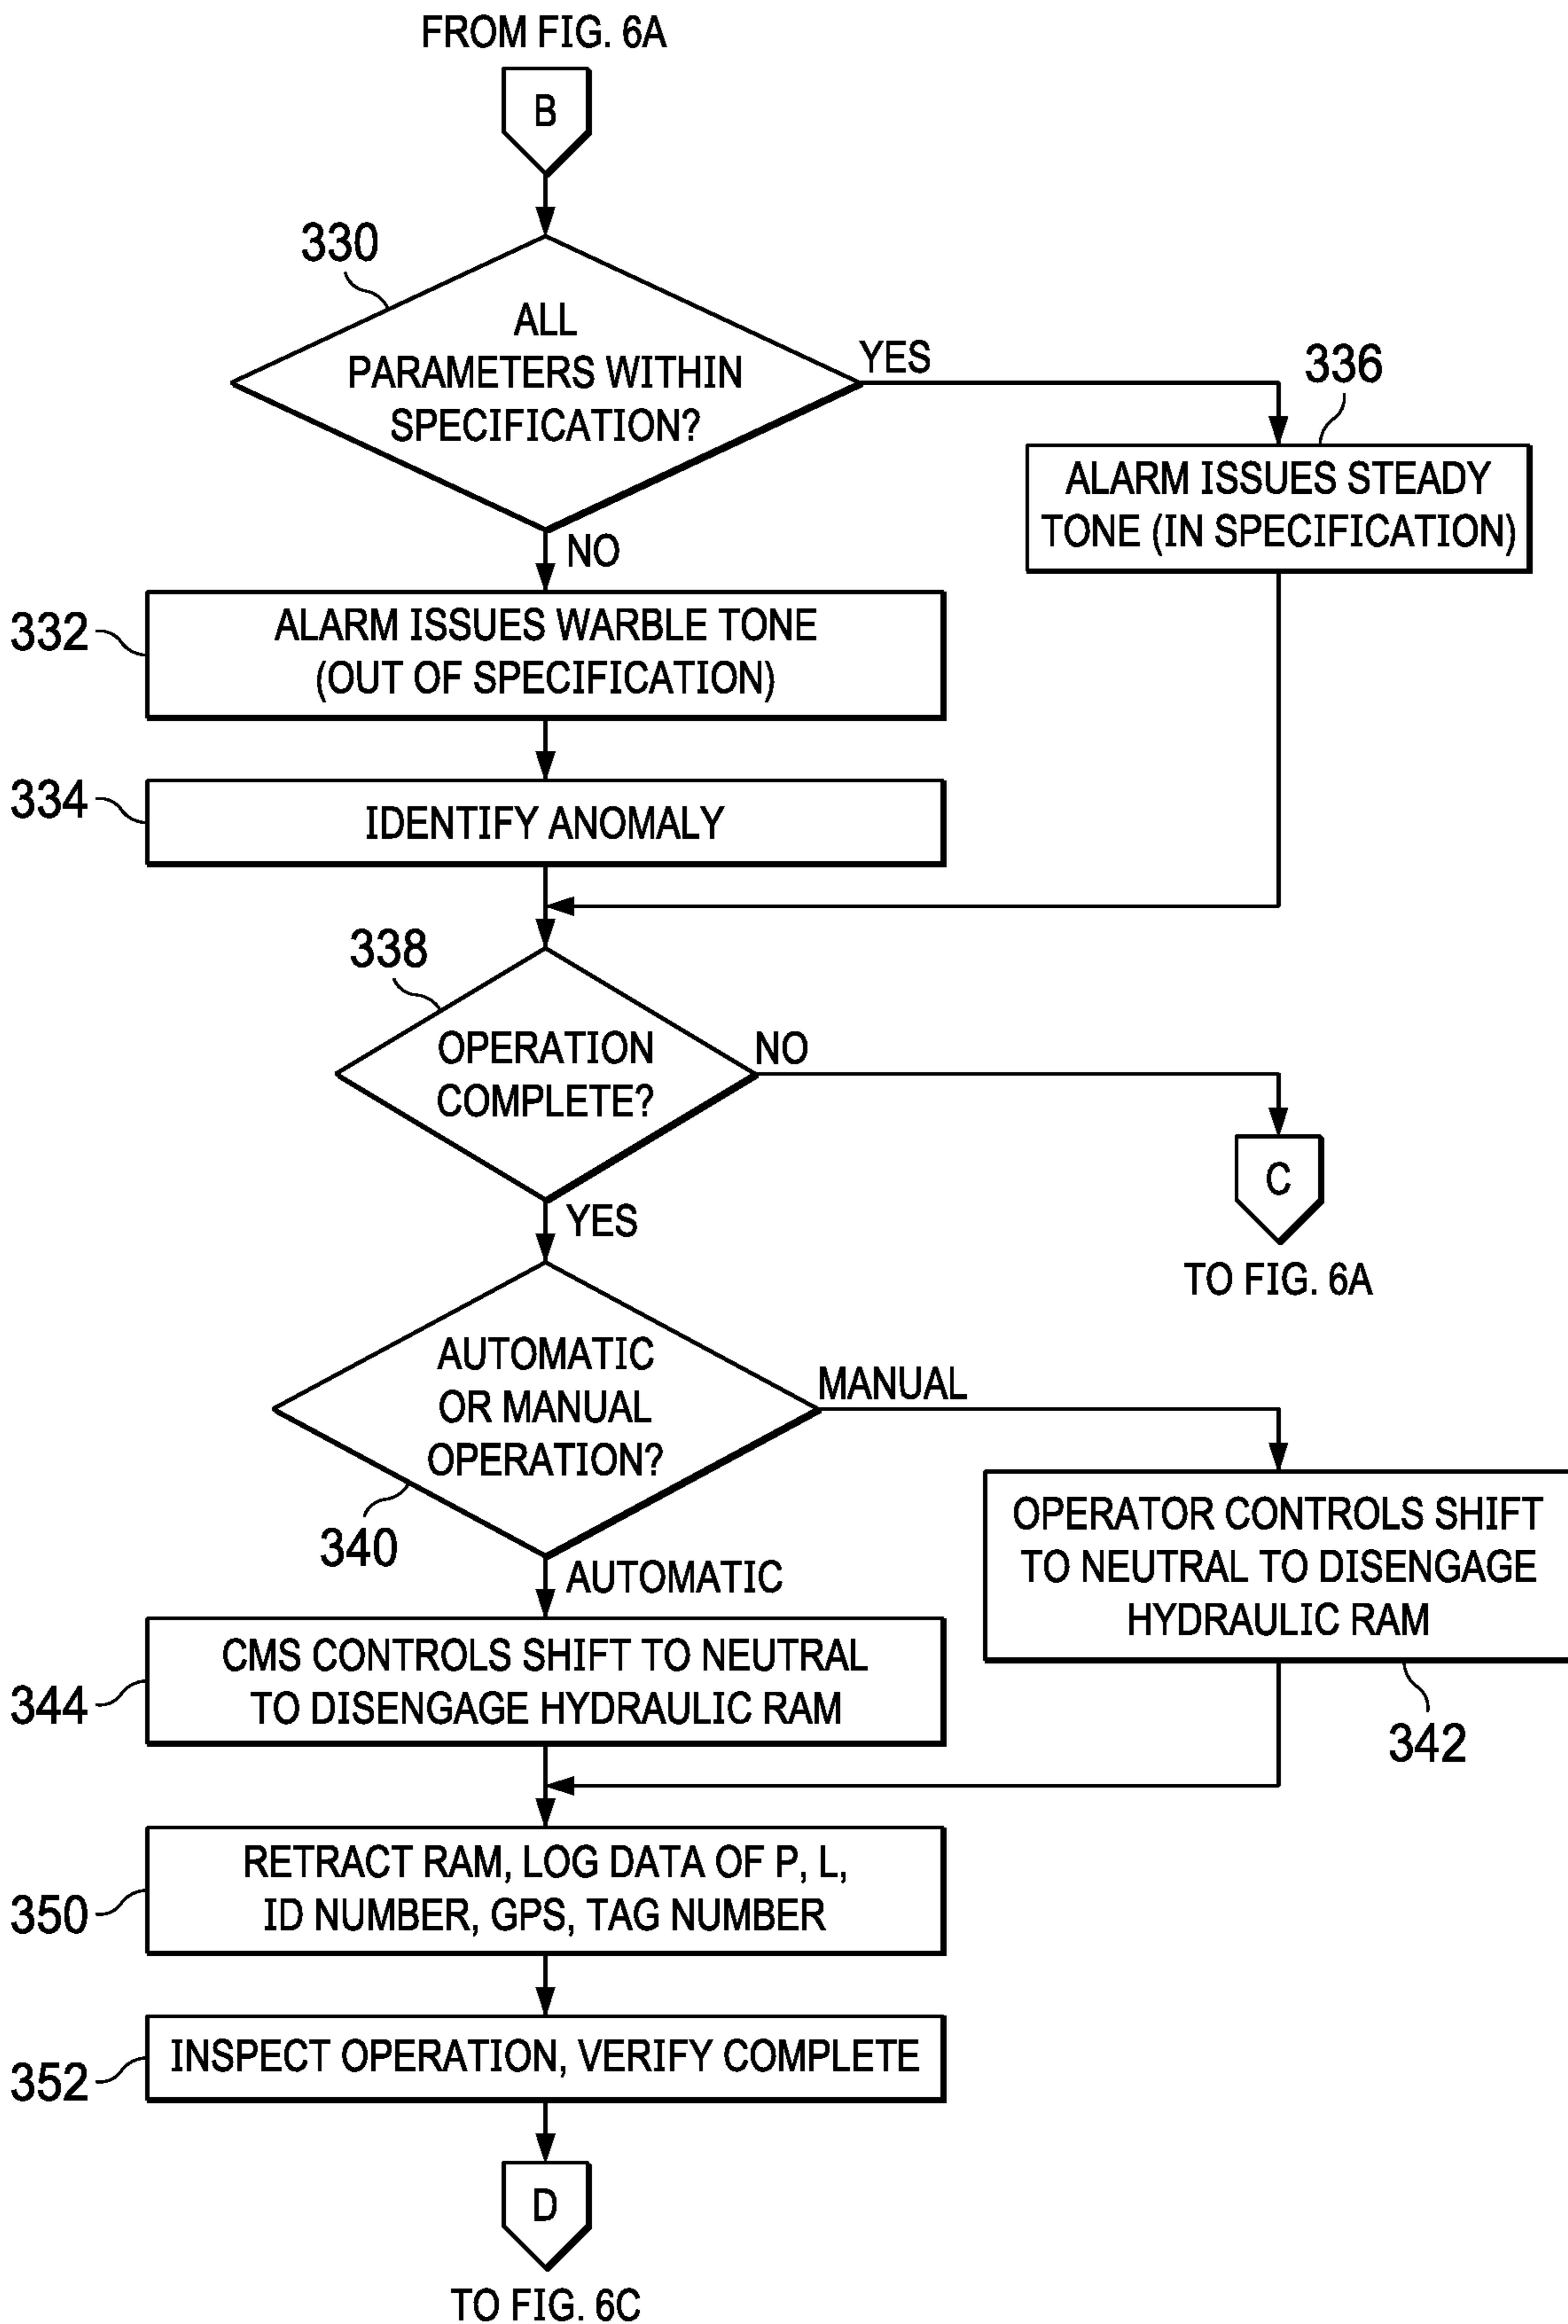 FROM FIG. 6A
B
330
ALL
PARAMETERS WITHIN
SPECIFICATION?
YES
336
ALARM ISSUES STEADY
TONE (IN SPECIFICATION)
NO
332
ALARM ISSUES WARBLE TONE
(OUT OF SPECIFICATION)
334
IDENTIFY ANOMALY
338
OPERATION
COMPLETE?
NO
C
TO FIG. 6A
YES
AUTOMATIC
OR MANUAL
OPERATION?
MANUAL
340
OPERATOR CONTROLS SHIFT
TO NEUTRAL TO DISENGAGE
HYDRAULIC RAM
342
AUTOMATIC
344
CMS CONTROLS SHIFT TO NEUTRAL
TO DISENGAGE HYDRAULIC RAM
350
RETRACT RAM, LOG DATA OF P, L,
ID NUMBER, GPS, TAG NUMBER
352
INSPECT OPERATION, VERIFY COMPLETE
D
TO FIG. 6C